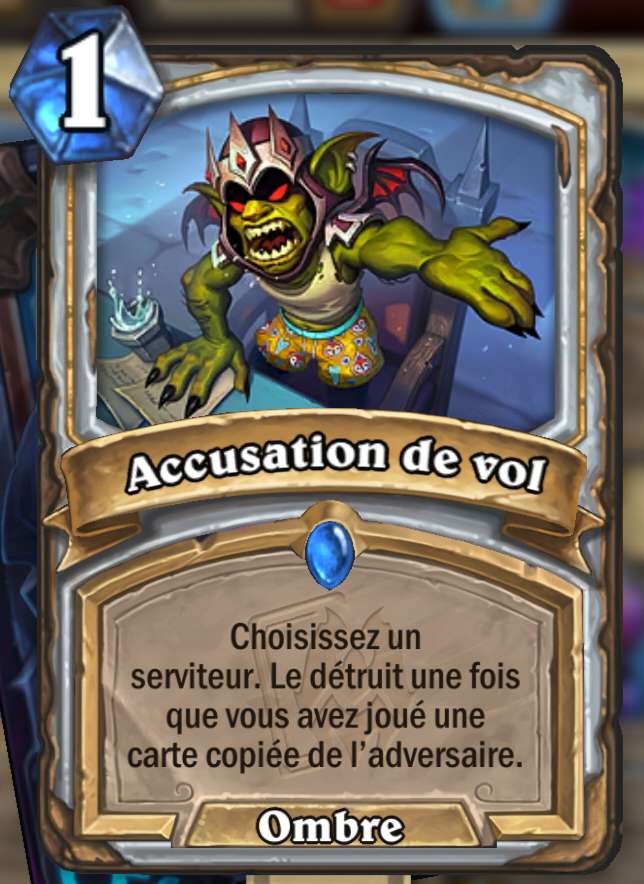 1
Accusation de vol
Choisissez un
serviteur. Le détruit une fois
que vous avez joué une
carte copiée de l'adversaire.
Ombre